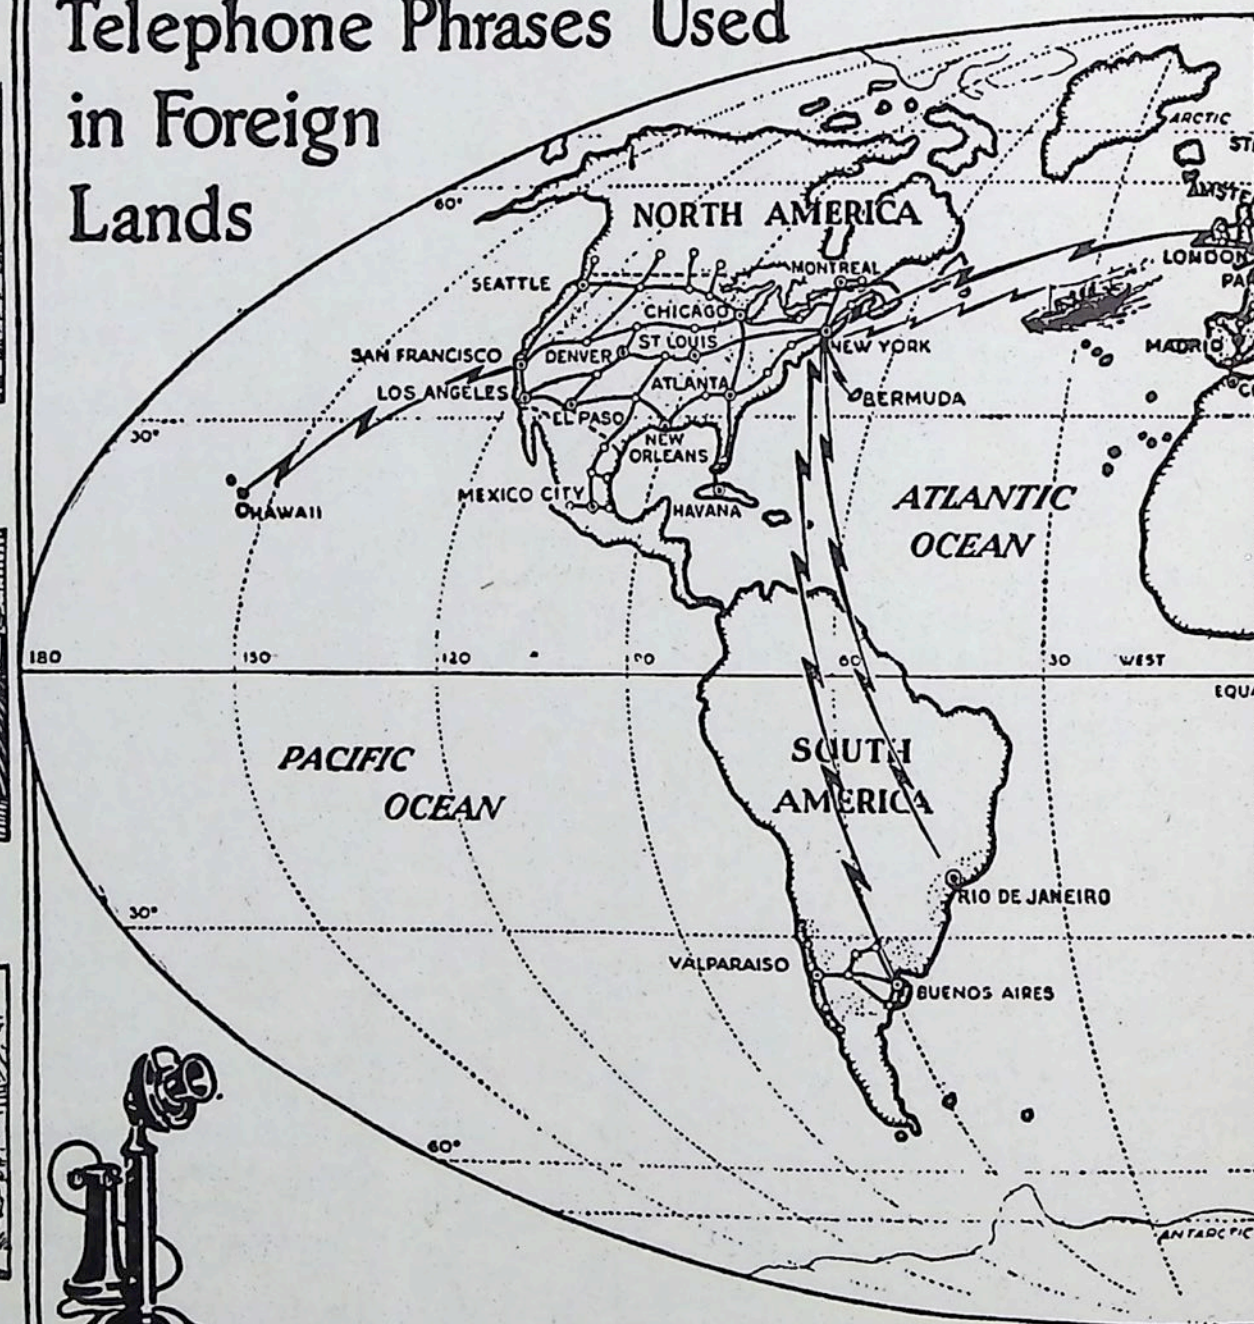 Telephone Phrases Used
in Foreign
Lands
ARCTIC
60°
NORTH AMERICA
LONDON
SEATTLE
MONTREAL
CHICAGO
ST LOUIS
SAN FRANCISCO
DENVER
NEW YORK
MADRID
LOS ANGELES
ATLANTA
BERMUDA
EL PASO
30°
NEW
ORLEANS
MEXICO CITY
HAWAII
HAVANA
ATLANTIC
OCEAN
180
150
120
90
60
30
WEST
PACIFIC
OCEAN
SOUTH
AMERICA
RIO DE JANEIRO
30°
VALPARAISO
BUENOS AIRES
60°
ANTARCTIC